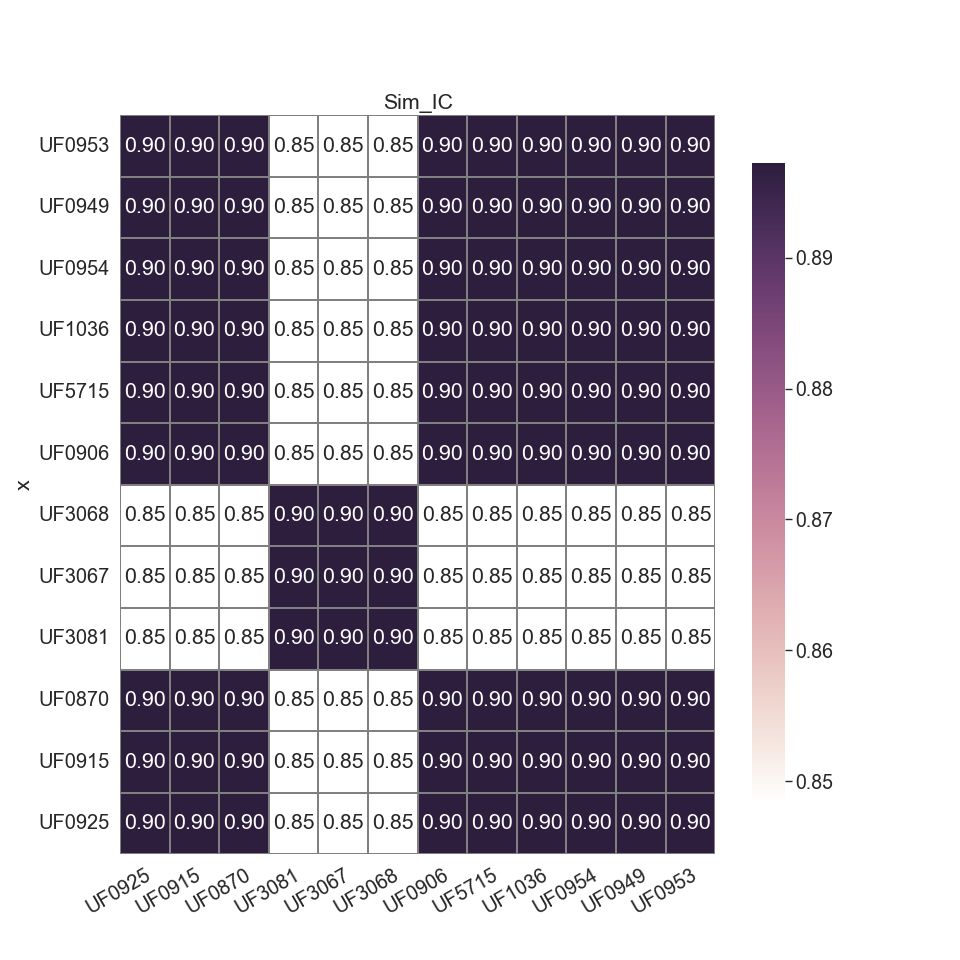 Sim_IC
UF0953 0.90 0.90 0.90 0.85 0.85 0.85 0.90 0.90 0.90 0.90 0.90 0.90
UF0949 0.90 0.90 0.90 0.85 0.85 0.85 0.90 0.90 0.90 0.90 0.90 0.90
UF0954 0.90 0.90 0.90 0.85 0.85 0.85 0.90 0.90 0.90 0.90 0.90 0.90
UF1036 0.90 0.90 0.90 0.85 0.85 0.85 0.90 0.90 0.90 0.90 0.90 0.90
UF5715 0.90 0.90 0.90 0.85 0.85 0.85 0.90 0.90 0.90 0.90 0.90 0.90
UF0906 0.90 0.90 0.90 0.85 0.85 0.85 0.90 0.90 0.90 0.90 0.90 0.90
x
UF3068 0.85 0.85 0.85 0.90 0.90 0.90 0.85 0.85 0.85 0.85 0.85 0.85
UF3067 0.85 0.85 0.85 0.90 0.90 0.90 0.85 0.85 0.85 0.85 0.85 0.85
UF3081 0.85 0.85 0.85 0.90 0.90 0.90 0.85 0.85 0.85 0.85 0.85 0.85
UF0870 0.90 0.90 0.90 0.85 0.85 0.85 0.90 0.90 0.90 0.90 0.90 0.90
UF0915 0.90 0.90 0.90 0.85 0.85 0.85 0.90 0.90 0.90 0.90 0.90 0.90
UF0925 0.90 0.90 0.90 0.85 0.85 0.85 0.90 0.90 0.90 0.90 0.90 0.90
UF0925 UF0915 UF0870 UF3081 UF3067 UF3068 UF0906 UF5715 UF1036 UF0954 UF0949 UF0953
0.89
0.88
0.87
0.86
0.85